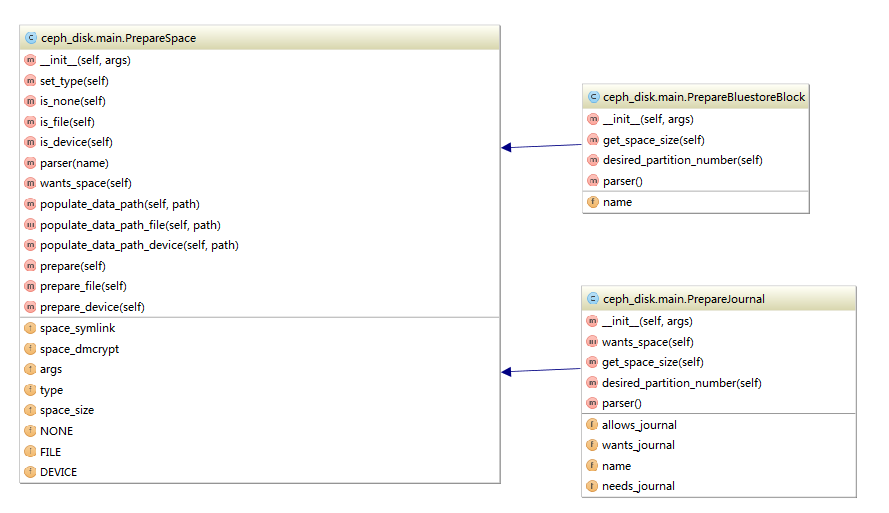 ceph_disk.main.PrepareSpace
__init__(self, args)
set_type(self)
is_none(self)
is_file(self)
is_device(self)
parser(name)
wants_space(self)
populate_data_path(self, path)
populate_data_path_file(self, path)
populate_data_path_device(self, path)
prepare(self)
prepare_file(self)
prepare_device(self)
space_symlink
space_dmcrypt
args
type
space_size
NONE
FILE
DEVICE
ceph_disk.main.PrepareBluestoreBlock
__init__(self, args)
get_space_size(self)
desired_partition_number(self)
parser()
name
ceph_disk.main.PrepareJournal
__init__(self, args)
wants_space(self)
get_space_size(self)
desired_partition_number(self)
parser()
allows_journal
wants_journal
name
needs_journal